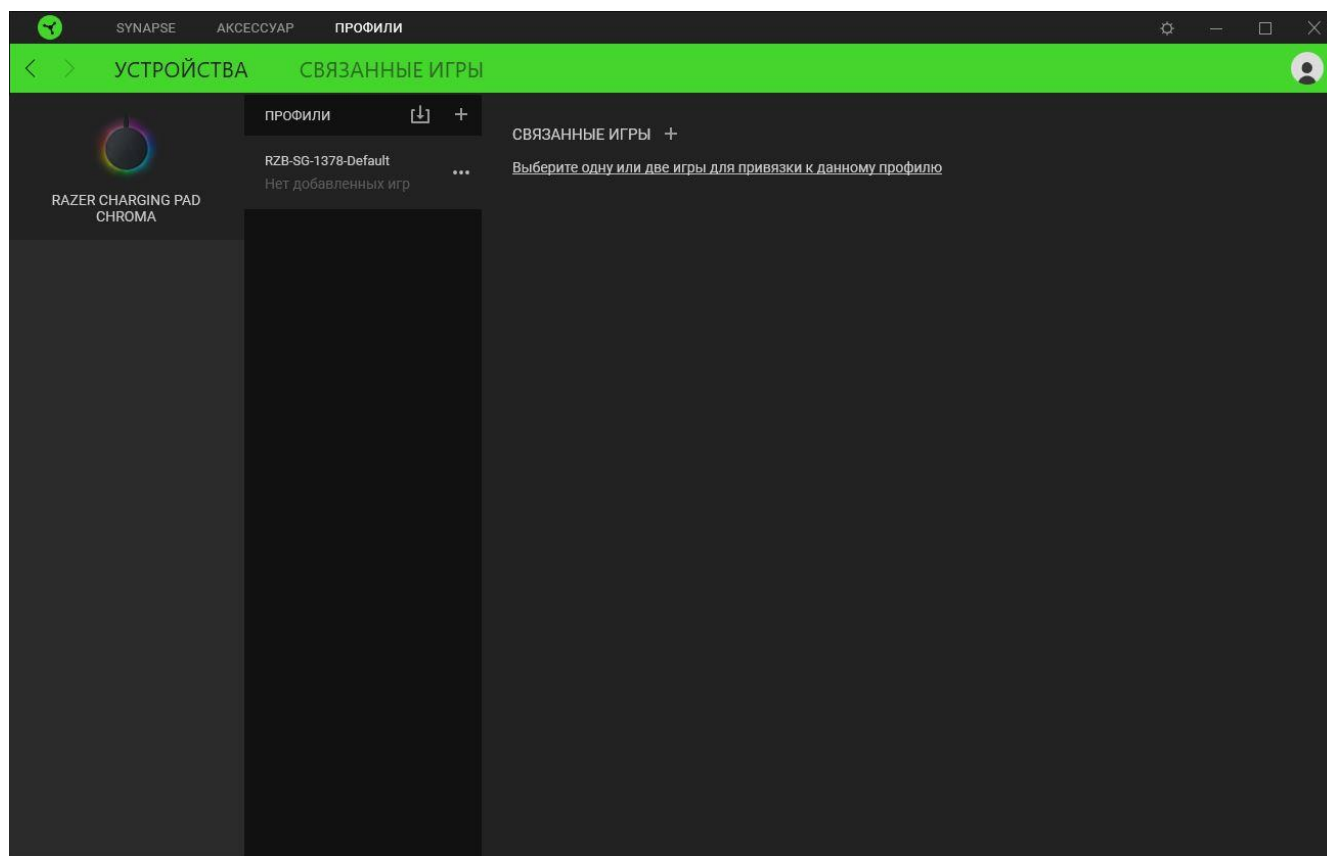 SYNAPSE АКСЕССУАР ПРОФИЛИ
УСТРОЙСТВА СВЯЗАННЫЕ ИГРЫ
RAZER CHARGING PAD
CHROMA
ПРОФИЛИ
RZB-SG-1378-Default
Нет добавленных игр
СВЯЗАННЫЕ ИГРЫ
Выберите одну или две игры для привязки к данному профилю